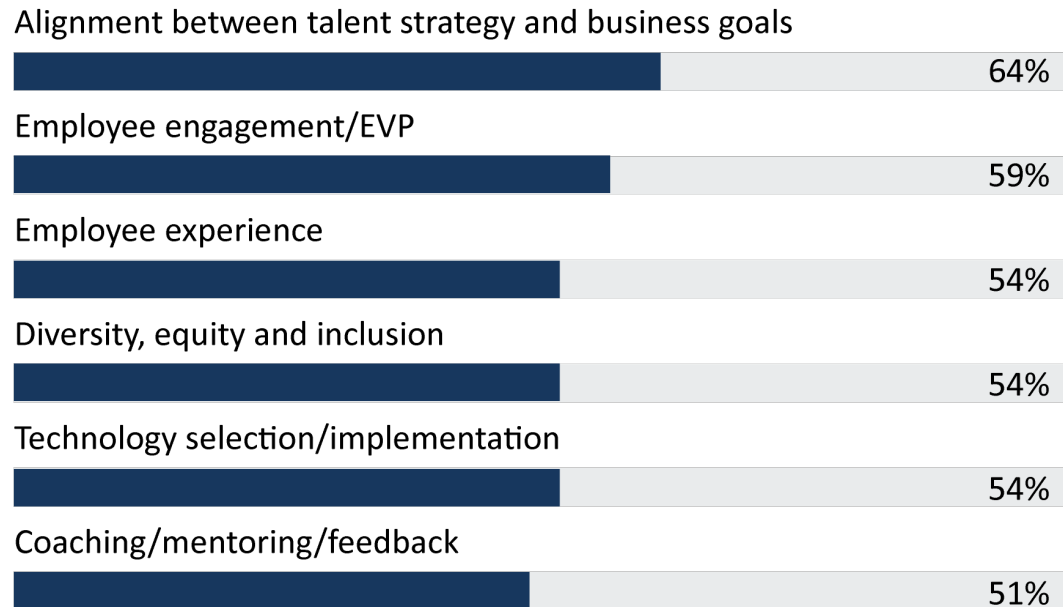 Alignment between talent strategy and business goals
64%
Employee engagement/EVP
59%
Employee experience
54%
Diversity, equity and inclusion
54%
Technology selection/implementation
54%
Coaching/mentoring/feedback
51%